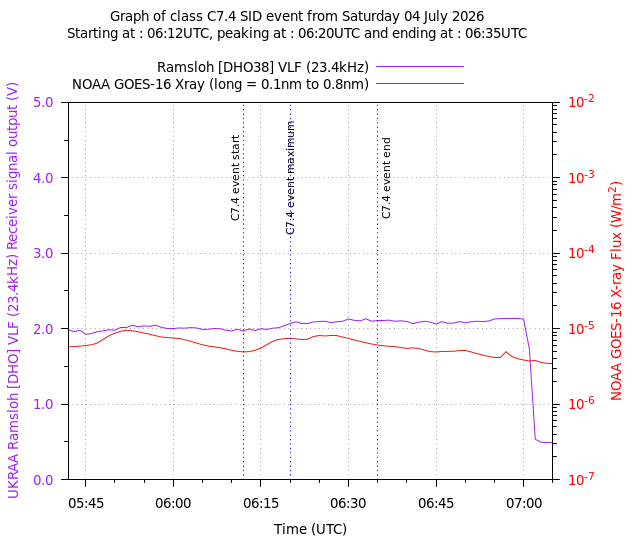 Graph of class C7.4 SID event from Saturday 04 July 2026
Starting at : 06:12UTC, peaking at : 06:20UTC and ending at : 06:35UTC
Ramsloh [DHO38] VLF (23.4kHz)
NOAA GOES-16 Xray (long = 0.1nm to 0.8nm)
UKRAA Ramsloh [DHO] VLF (23.4kHz) Receiver signal output (V)
5.0
4.0
3.0
2.0
1.0
0.0
C7.4 event start
C7.4 event maximum
C7.4 event end
10^-2
10^-3
10^-4
10^-5
10^-6
10^-7
NOAA GOES-16 X-ray Flux (W/m²)
05:45 06:00 06:15 06:30 06:45 07:00
Time (UTC)